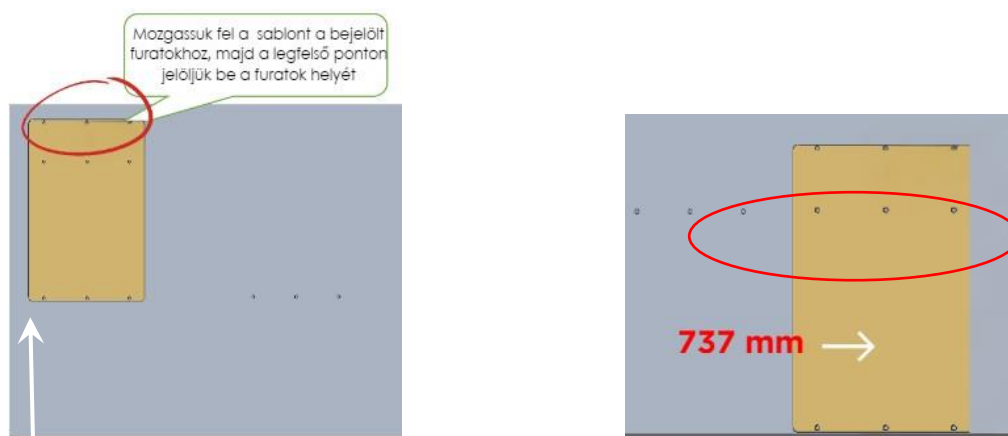 Mozgassuk fel a sablont a bejelölt
furatokhoz, majd a legfelső ponton
jelöljük be a furatok helyét
737 mm